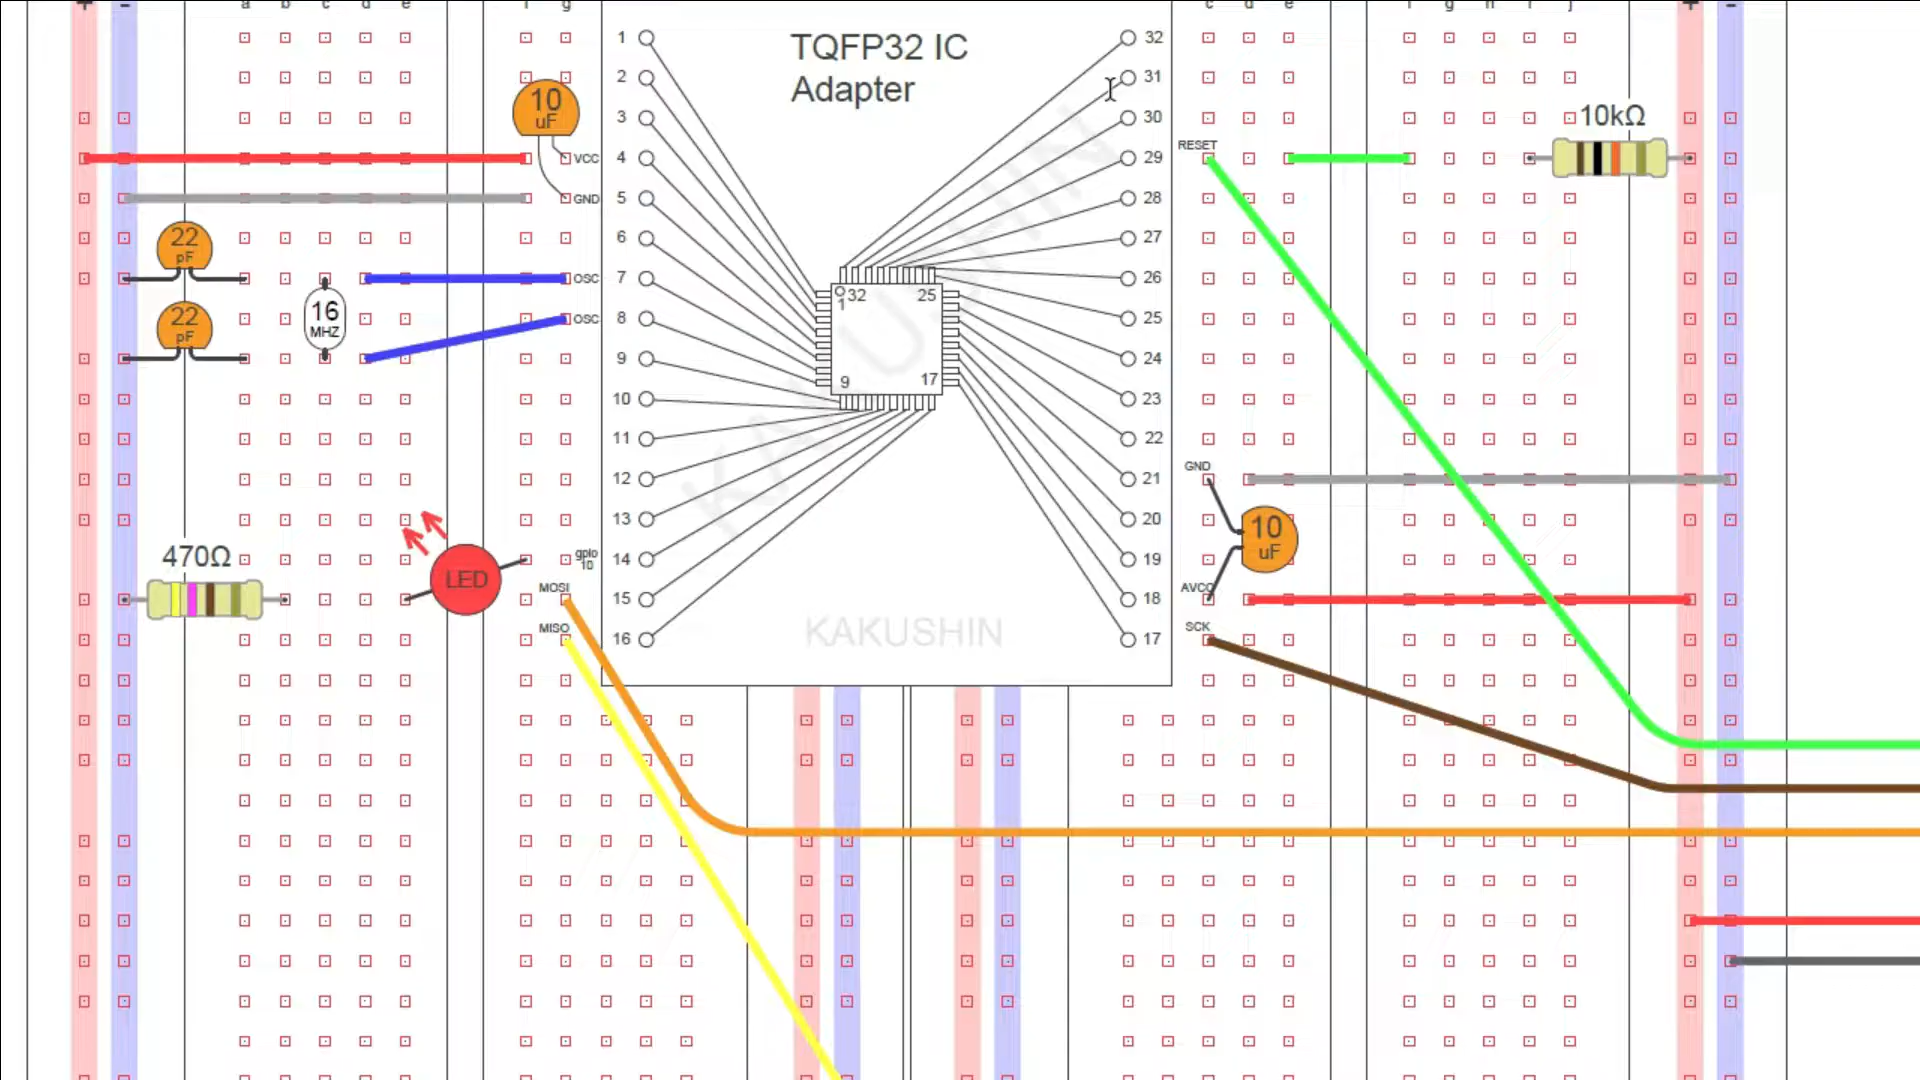 + - a b c d e f g c d e f g h i j + -
TQFP32 IC
Adapter
1 32
2 31
3 30
4 29
5 28
6 27
7 26
8 25
9 24
10 23
11 22
12 21
13 20
14 19
15 18
16 17
32 25
1
9 17
10
uF
VCC
GND
OSC
OSC
22
pF
22
pF
16
MHZ
470Ω
LED
gpio
10
MOSI
MISO
RESET
10kΩ
GND
10
uF
AVCC
SCK
KAKUSHIN
KAKUSHIN